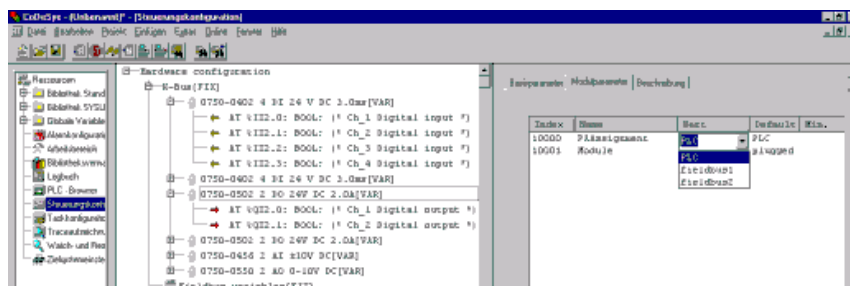 CoDeSys - (Unbenannt)* - [Steuerungskonfiguration]
Datei Bearbeiten Projekt Einfügen Extras Online Fenster Hilfe
Ressourcen
Bibliothek Stand
Bibliothek SYSLI
Globale Variable
Alarmkonfiguratio
Arbeitsbereich
Bibliotheksverwa
Logbuch
PLC - Browser
Steuerungskonfi
Taskkonfiguratio
Traceaufzeichnu
Watch- und Reze
Zielsystemeinste
Hardware configuration
K-Bus[FIX]
0750-0402 4 DI 24 V DC 3.0ms[VAR]
AT %IX2.0: BOOL; (* Ch_1 Digital input *)
AT %IX2.1: BOOL; (* Ch_2 Digital input *)
AT %IX2.2: BOOL; (* Ch_3 Digital input *)
AT %IX2.3: BOOL; (* Ch_4 Digital input *)
0750-0402 4 DI 24 V DC 3.0ms[VAR]
0750-0502 2 DO 24V DC 2.0A[VAR]
AT %QX2.0: BOOL; (* Ch_1 Digital output *)
AT %QX2.1: BOOL; (* Ch_2 Digital output *)
0750-0502 2 DO 24V DC 2.0A[VAR]
0750-0456 2 AI ±10V DC[VAR]
0750-0550 2 AO 0-10V DC[VAR]
Fieldbus variables[FIX]
Basisparameter Modulparameter Beschreibung
Index Name Wert Default Min.
10000 PIAssignment PLC PLC
10001 Module plugged
PLC
fieldbus1
fieldbus2